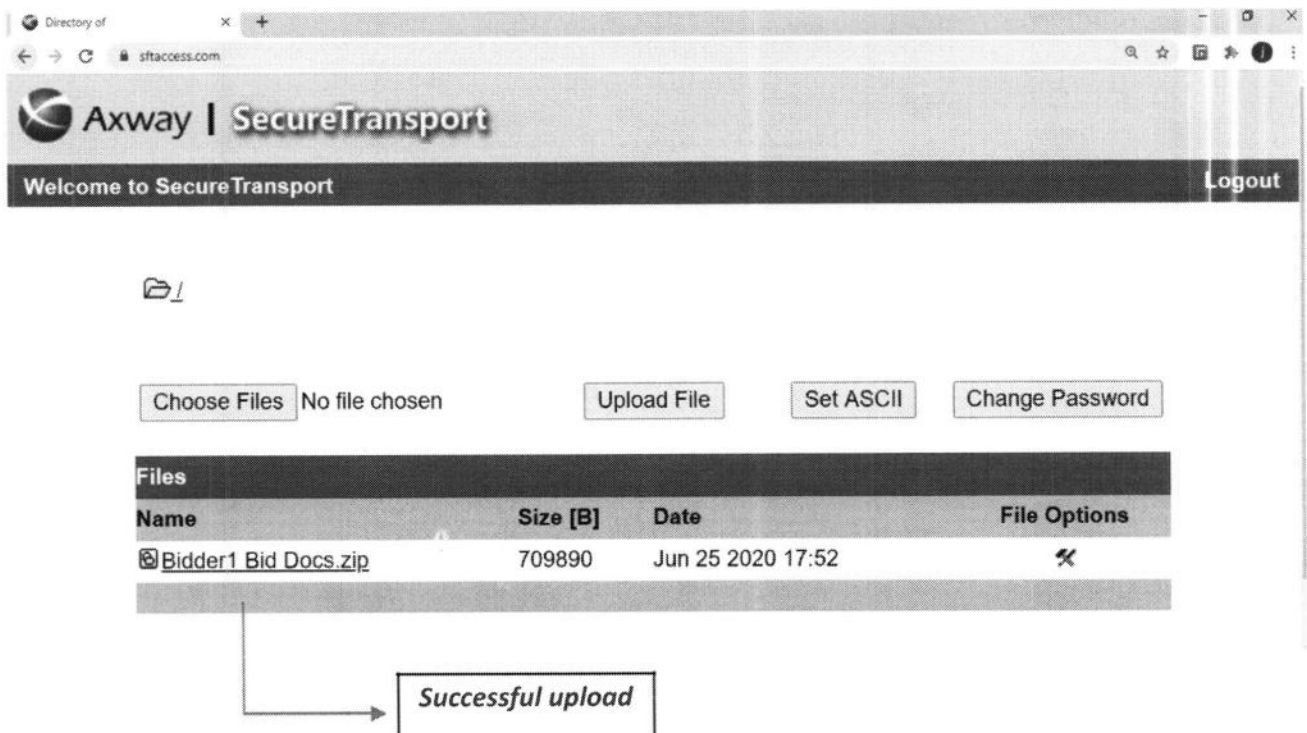 Directory of
sftaccess.com
Axway | SecureTransport
Welcome to SecureTransport Logout
/
Choose Files No file chosen Upload File Set ASCII Change Password
Files
Name Size [B] Date File Options
Bidder1 Bid Docs.zip 709890 Jun 25 2020 17:52
Successful upload